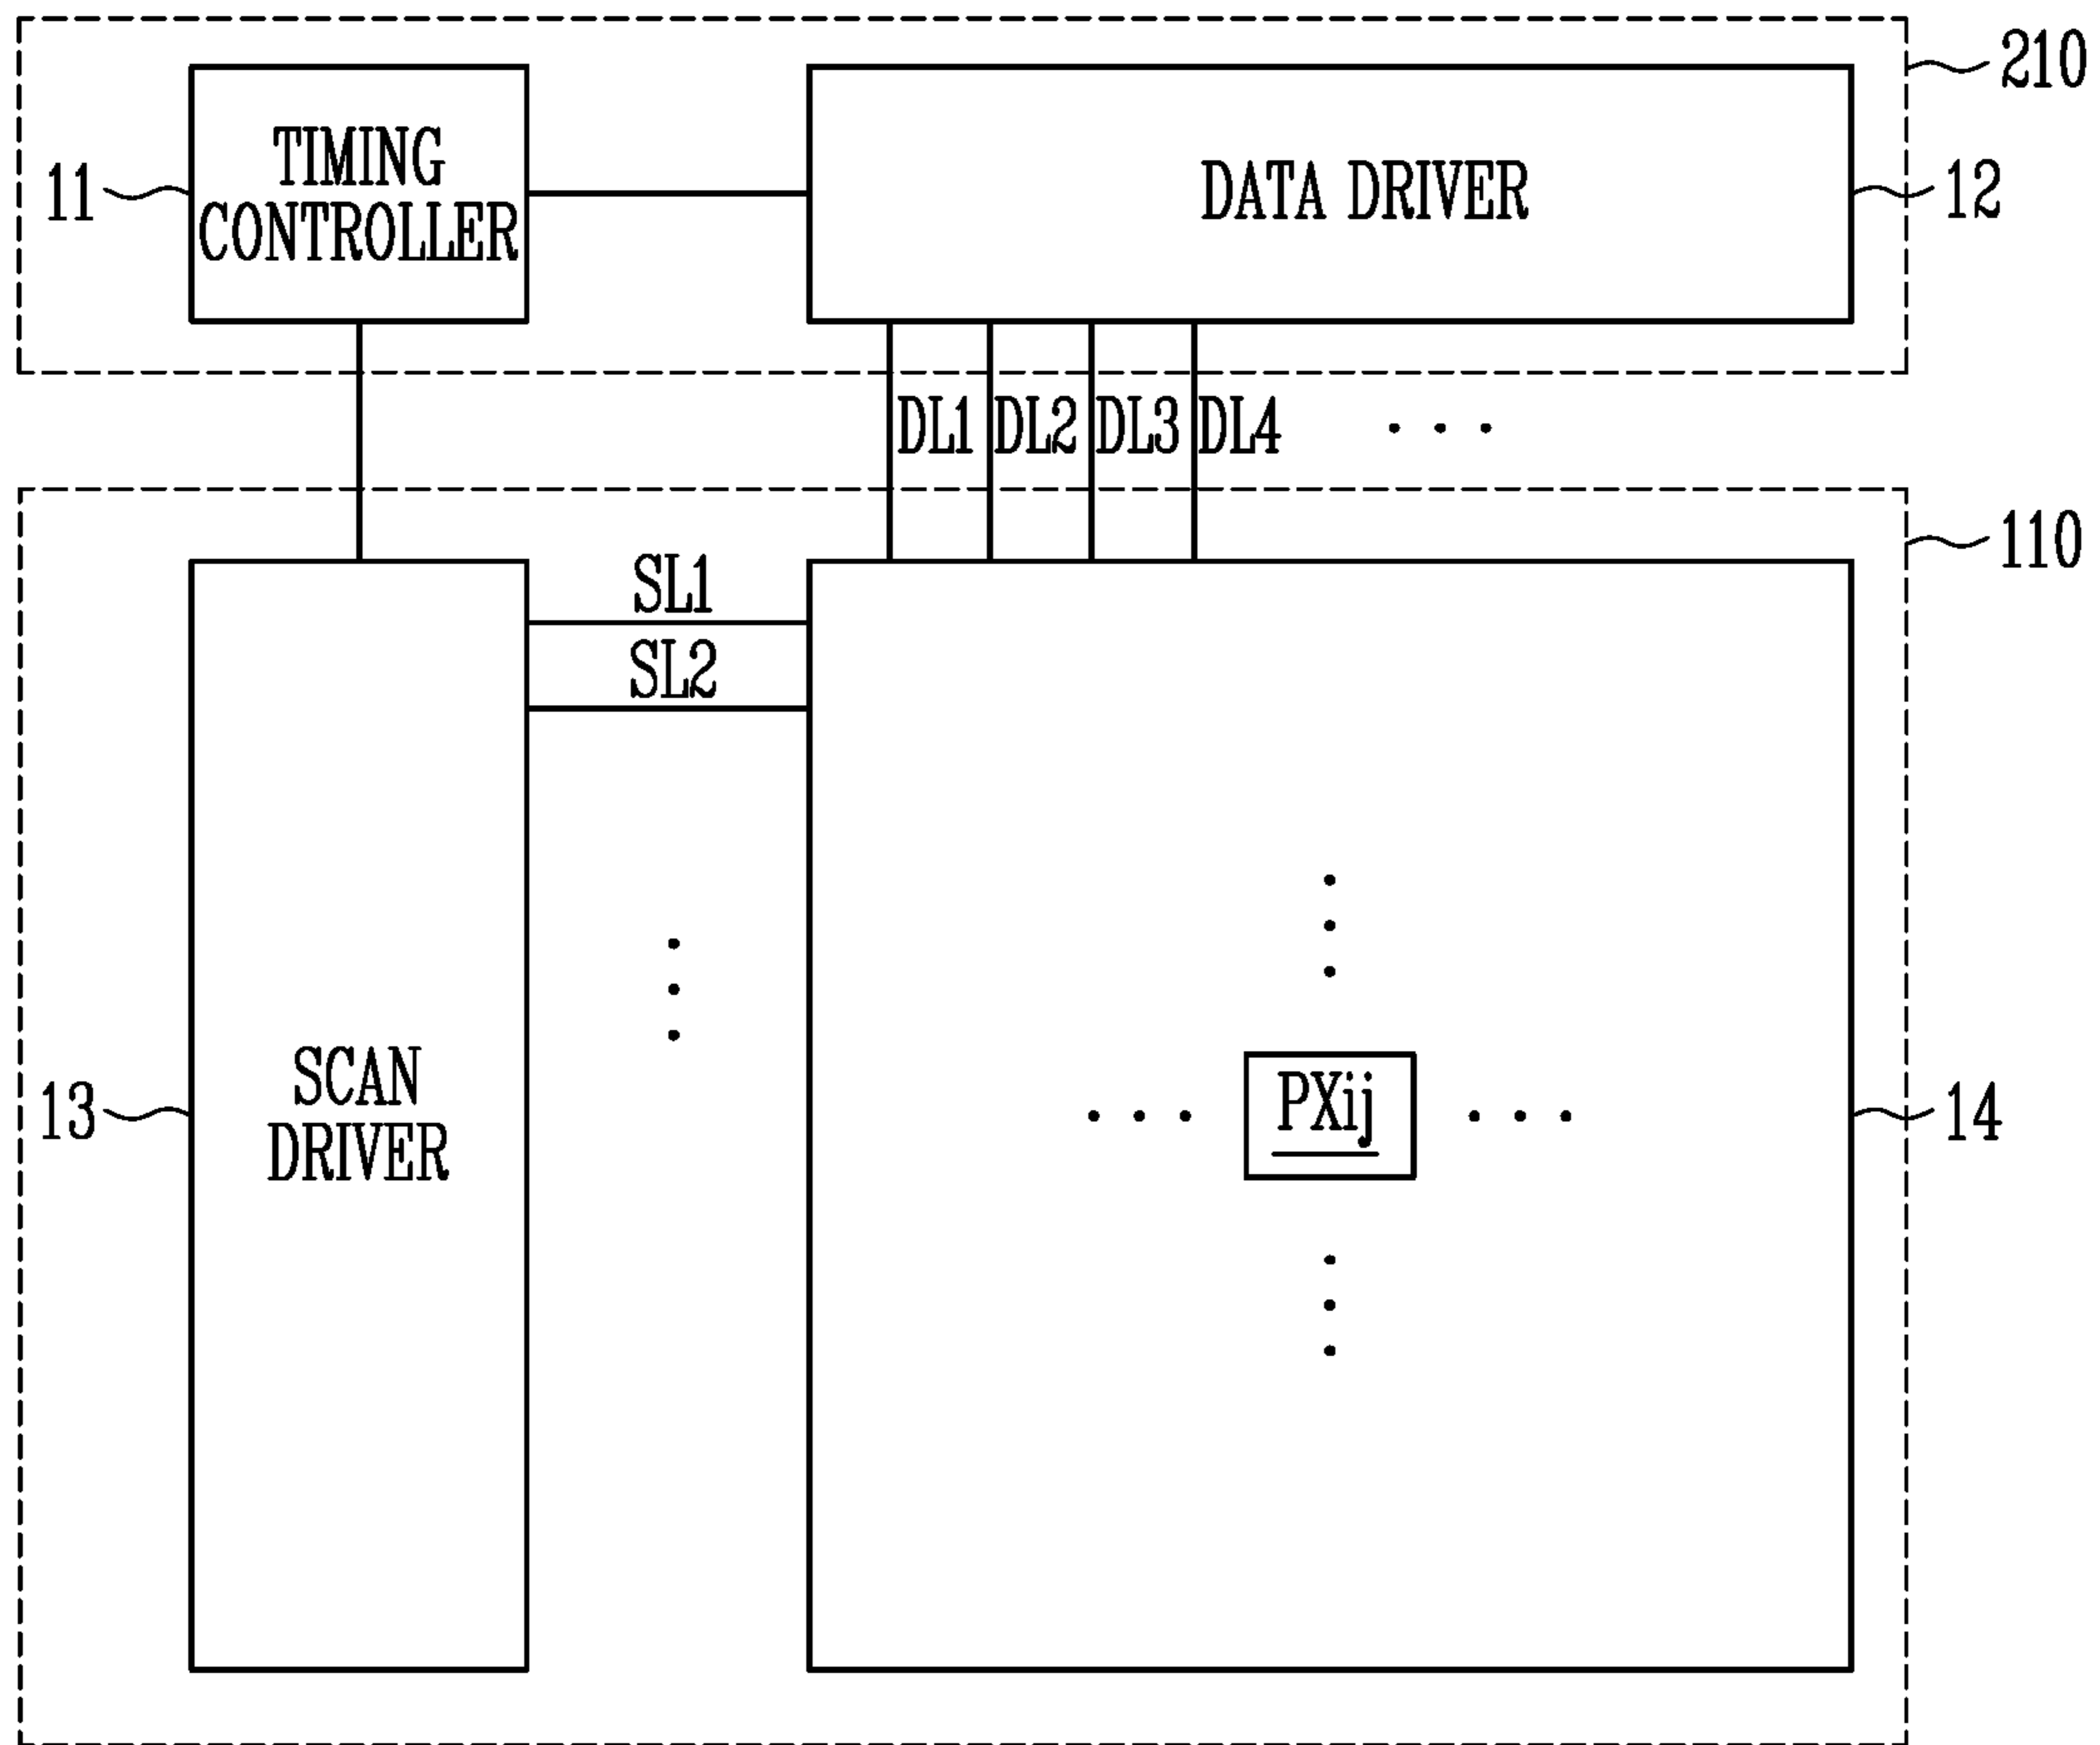 210
TIMING
CONTROLLER
11
DATA DRIVER
12
DL1 DL2 DL3 DL4 . . .
110
SL1
SL2
SCAN
DRIVER
13
PXij
14